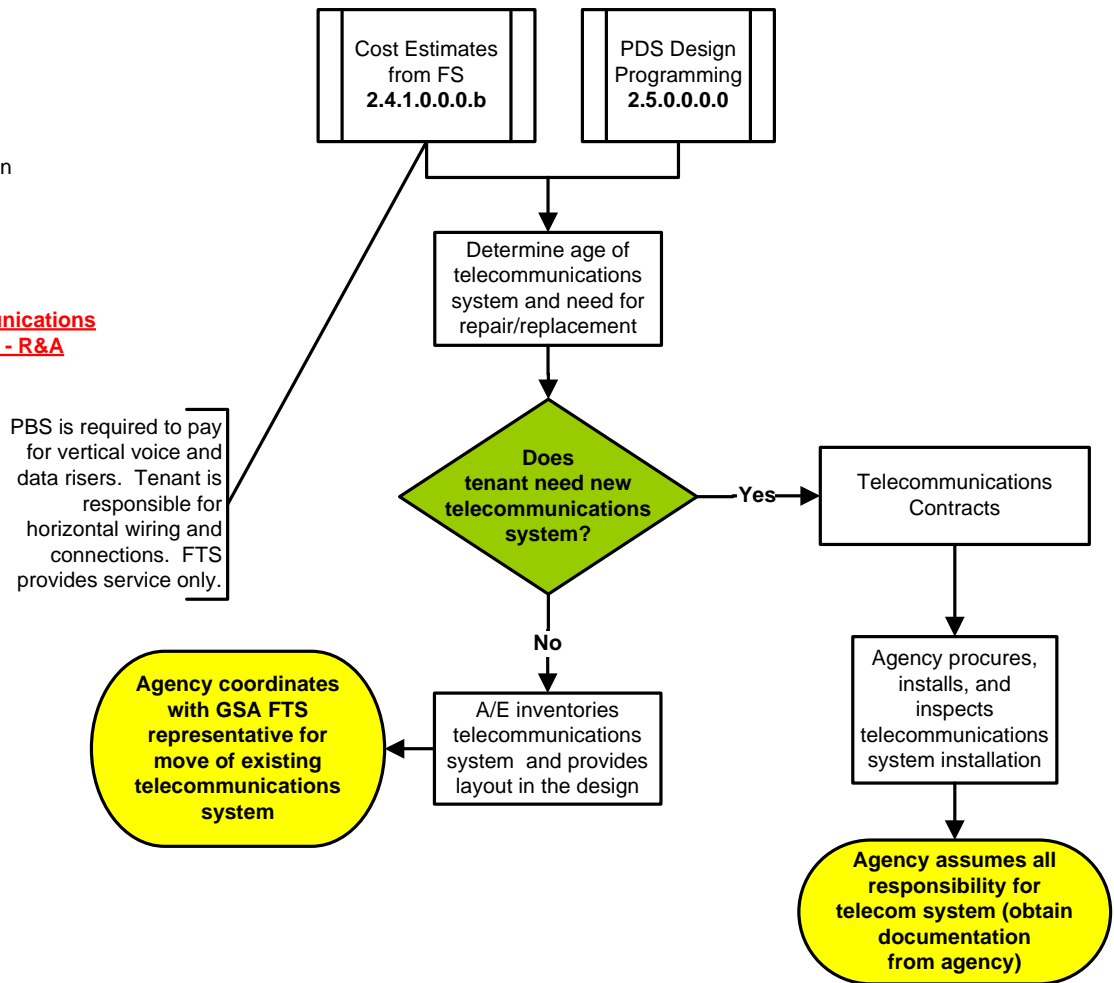 Cost Estimates
from FS
2.4.1.0.0.0.b
PDS Design
Programming
2.5.0.0.0.0
n
Determine age of
telecommunications
system and need for
repair/replacement
unications
- R&A
PBS is required to pay
for vertical voice and
data risers. Tenant is
responsible for
horizontal wiring and
connections. FTS
provides service only.
Does
tenant need new
telecommunications
system?
Yes
Telecommunications
Contracts
No
Agency coordinates
with GSA FTS
representative for
move of existing
telecommunications
system
A/E inventories
telecommunications
system and provides
layout in the design
Agency procures,
installs, and
inspects
telecommunications
system installation
Agency assumes all
responsibility for
telecom system (obtain
documentation
from agency)